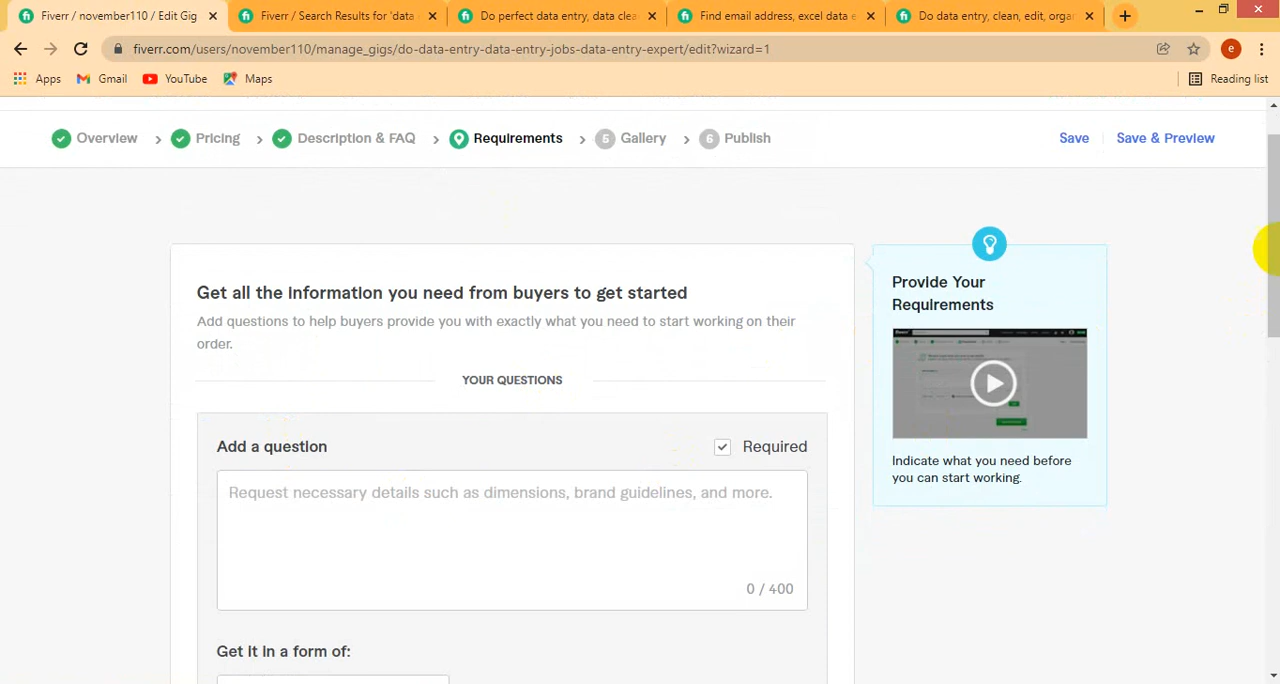 Fiverr / november110 / Edit Gig
Fiverr / Search Results for 'data
Do perfect data entry, data clea
Find email address, excel data e
Do data entry, clean, edit, orga
fiverr.com/users/november110/manage_gigs/do-data-entry-data-entry-jobs-data-entry-expert/edit?wizard=1
e
Apps
Gmail
YouTube
Maps
Reading list
Overview
Pricing
Description & FAQ
Requirements
5
Gallery
6
Publish
Save
Save & Preview
Get all the information you need from buyers to get started
Add questions to help buyers provide you with exactly what you need to start working on their
order.
YOUR QUESTIONS
Add a question
Required
Request necessary details such as dimensions, brand guidelines, and more.
0 / 400
Get it in a form of:
Provide Your
Requirements
Indicate what you need before
you can start working.